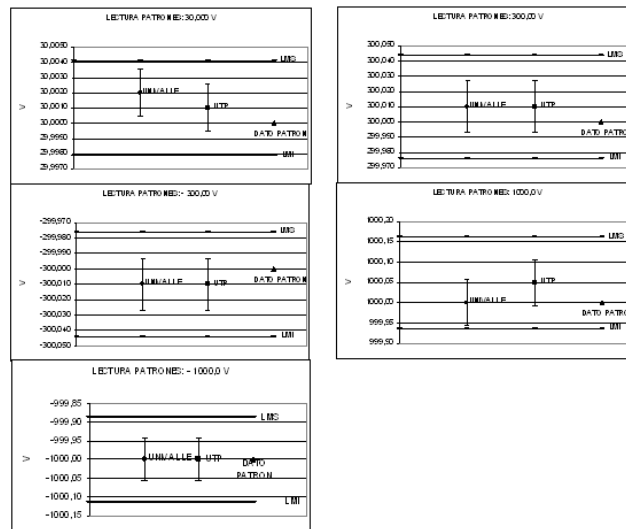 LECTURA PATRONES:30,000 V
30,0050
30,0040
30,0030
30,0020
30,0010
30,0000
29,9990
29,9980
29,9970
V
LMS
UNIVALLE
UTP
DATO PATRON
LMI
LECTURA PATRONES:300,00 V
300,050
300,040
300,030
300,020
300,010
300,000
299,990
299,980
299,970
V
LMS
UNIVALLE
UTP
DATO PATRON
LMI
LECTURA PATRONES:- 300,00 V
-299,970
-299,980
-299,990
-300,000
-300,010
-300,020
-300,030
-300,040
-300,050
V
LMS
DATO PATRON
UNIVALLE
UTP
LMI
LECTURA PATRONES: 1000,0 V
1000,20
1000,15
1000,10
1000,05
1000,00
999,95
999,90
V
LMS
UTP
UNIVALLE
DATO PATRON
LMI
LECTURA PATRONES: - 1000,0 V
-999,85
-999,90
-999,95
-1000,00
-1000,05
-1000,10
-1000,15
V
LMS
UNIVALLE
UTP
DATO
PATRON
LMI